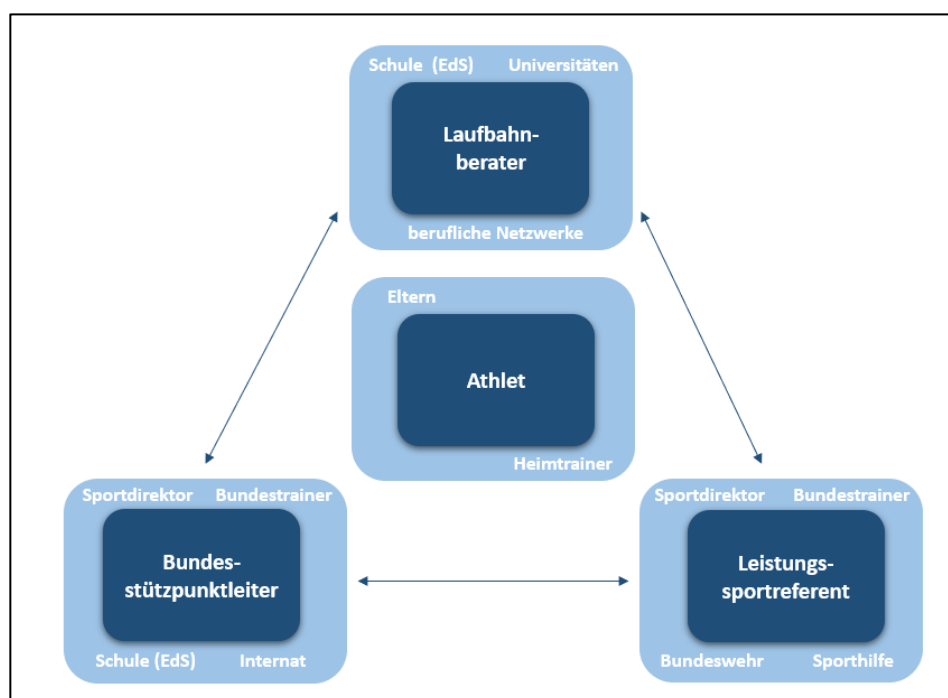 Schule (EdS) Universitäten
Laufbahn-
berater
berufliche Netzwerke
Eltern
Athlet
Heimtrainer
Sportdirektor Bundestrainer
Bundes-
stützpunktleiter
Schule (EdS) Internat
Sportdirektor Bundestrainer
Leistungs-
sportreferent
Bundeswehr Sporthilfe